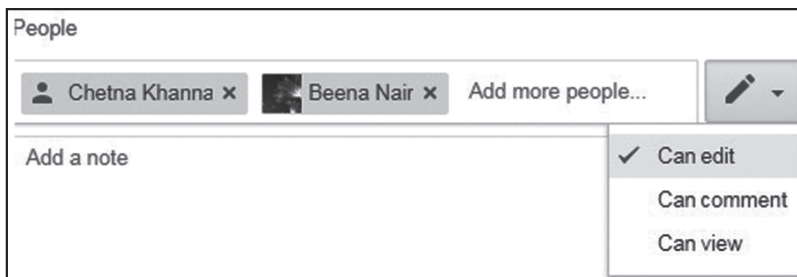 People
Chetna Khanna × Beena Nair × Add more people...
Add a note
✓ Can edit
Can comment
Can view